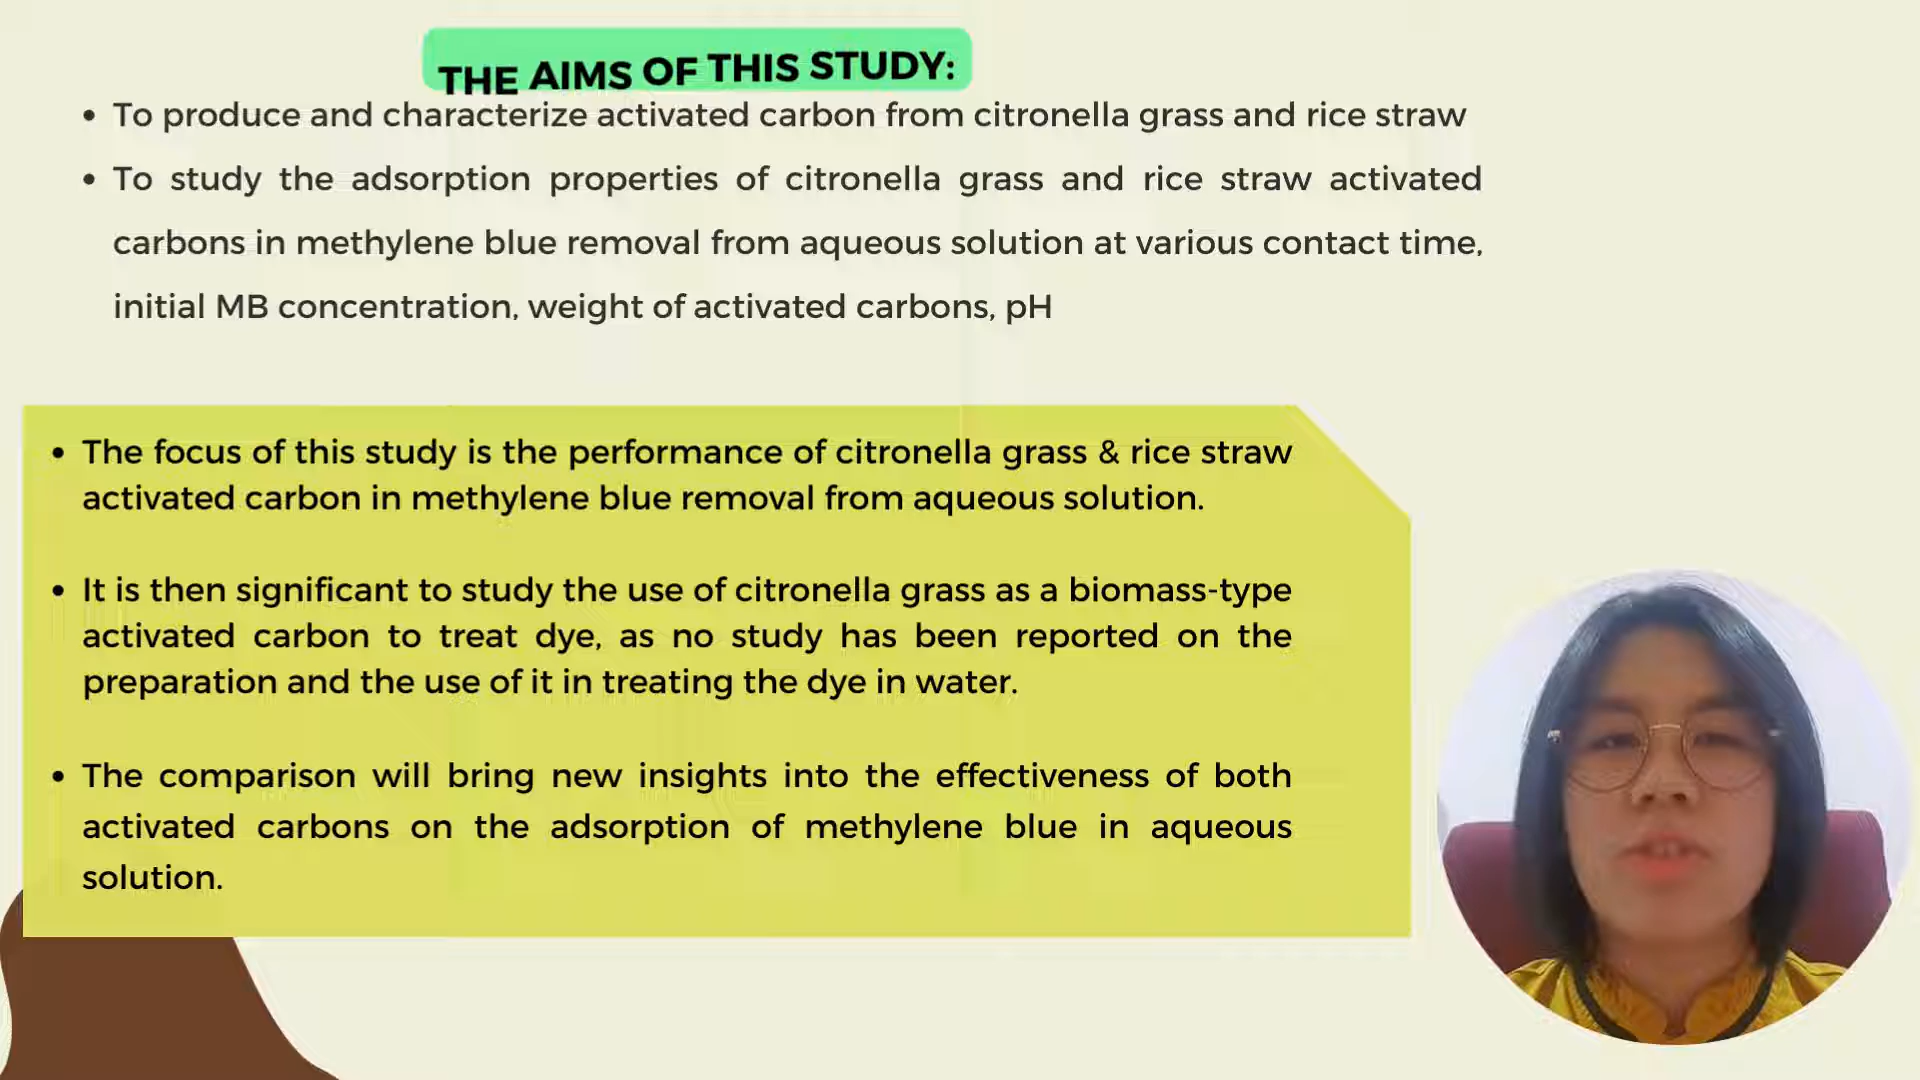 THE AIMS OF THIS STUDY:
• To produce and characterize activated carbon from citronella grass and rice straw
• To study the adsorption properties of citronella grass and rice straw activated
carbons in methylene blue removal from aqueous solution at various contact time,
initial MB concentration, weight of activated carbons, pH
• The focus of this study is the performance of citronella grass & rice straw
activated carbon in methylene blue removal from aqueous solution.
• It is then significant to study the use of citronella grass as a biomass-type
activated carbon to treat dye, as no study has been reported on the
preparation and the use of it in treating the dye in water.
• The comparison will bring new insights into the effectiveness of both
activated carbons on the adsorption of methylene blue in aqueous
solution.